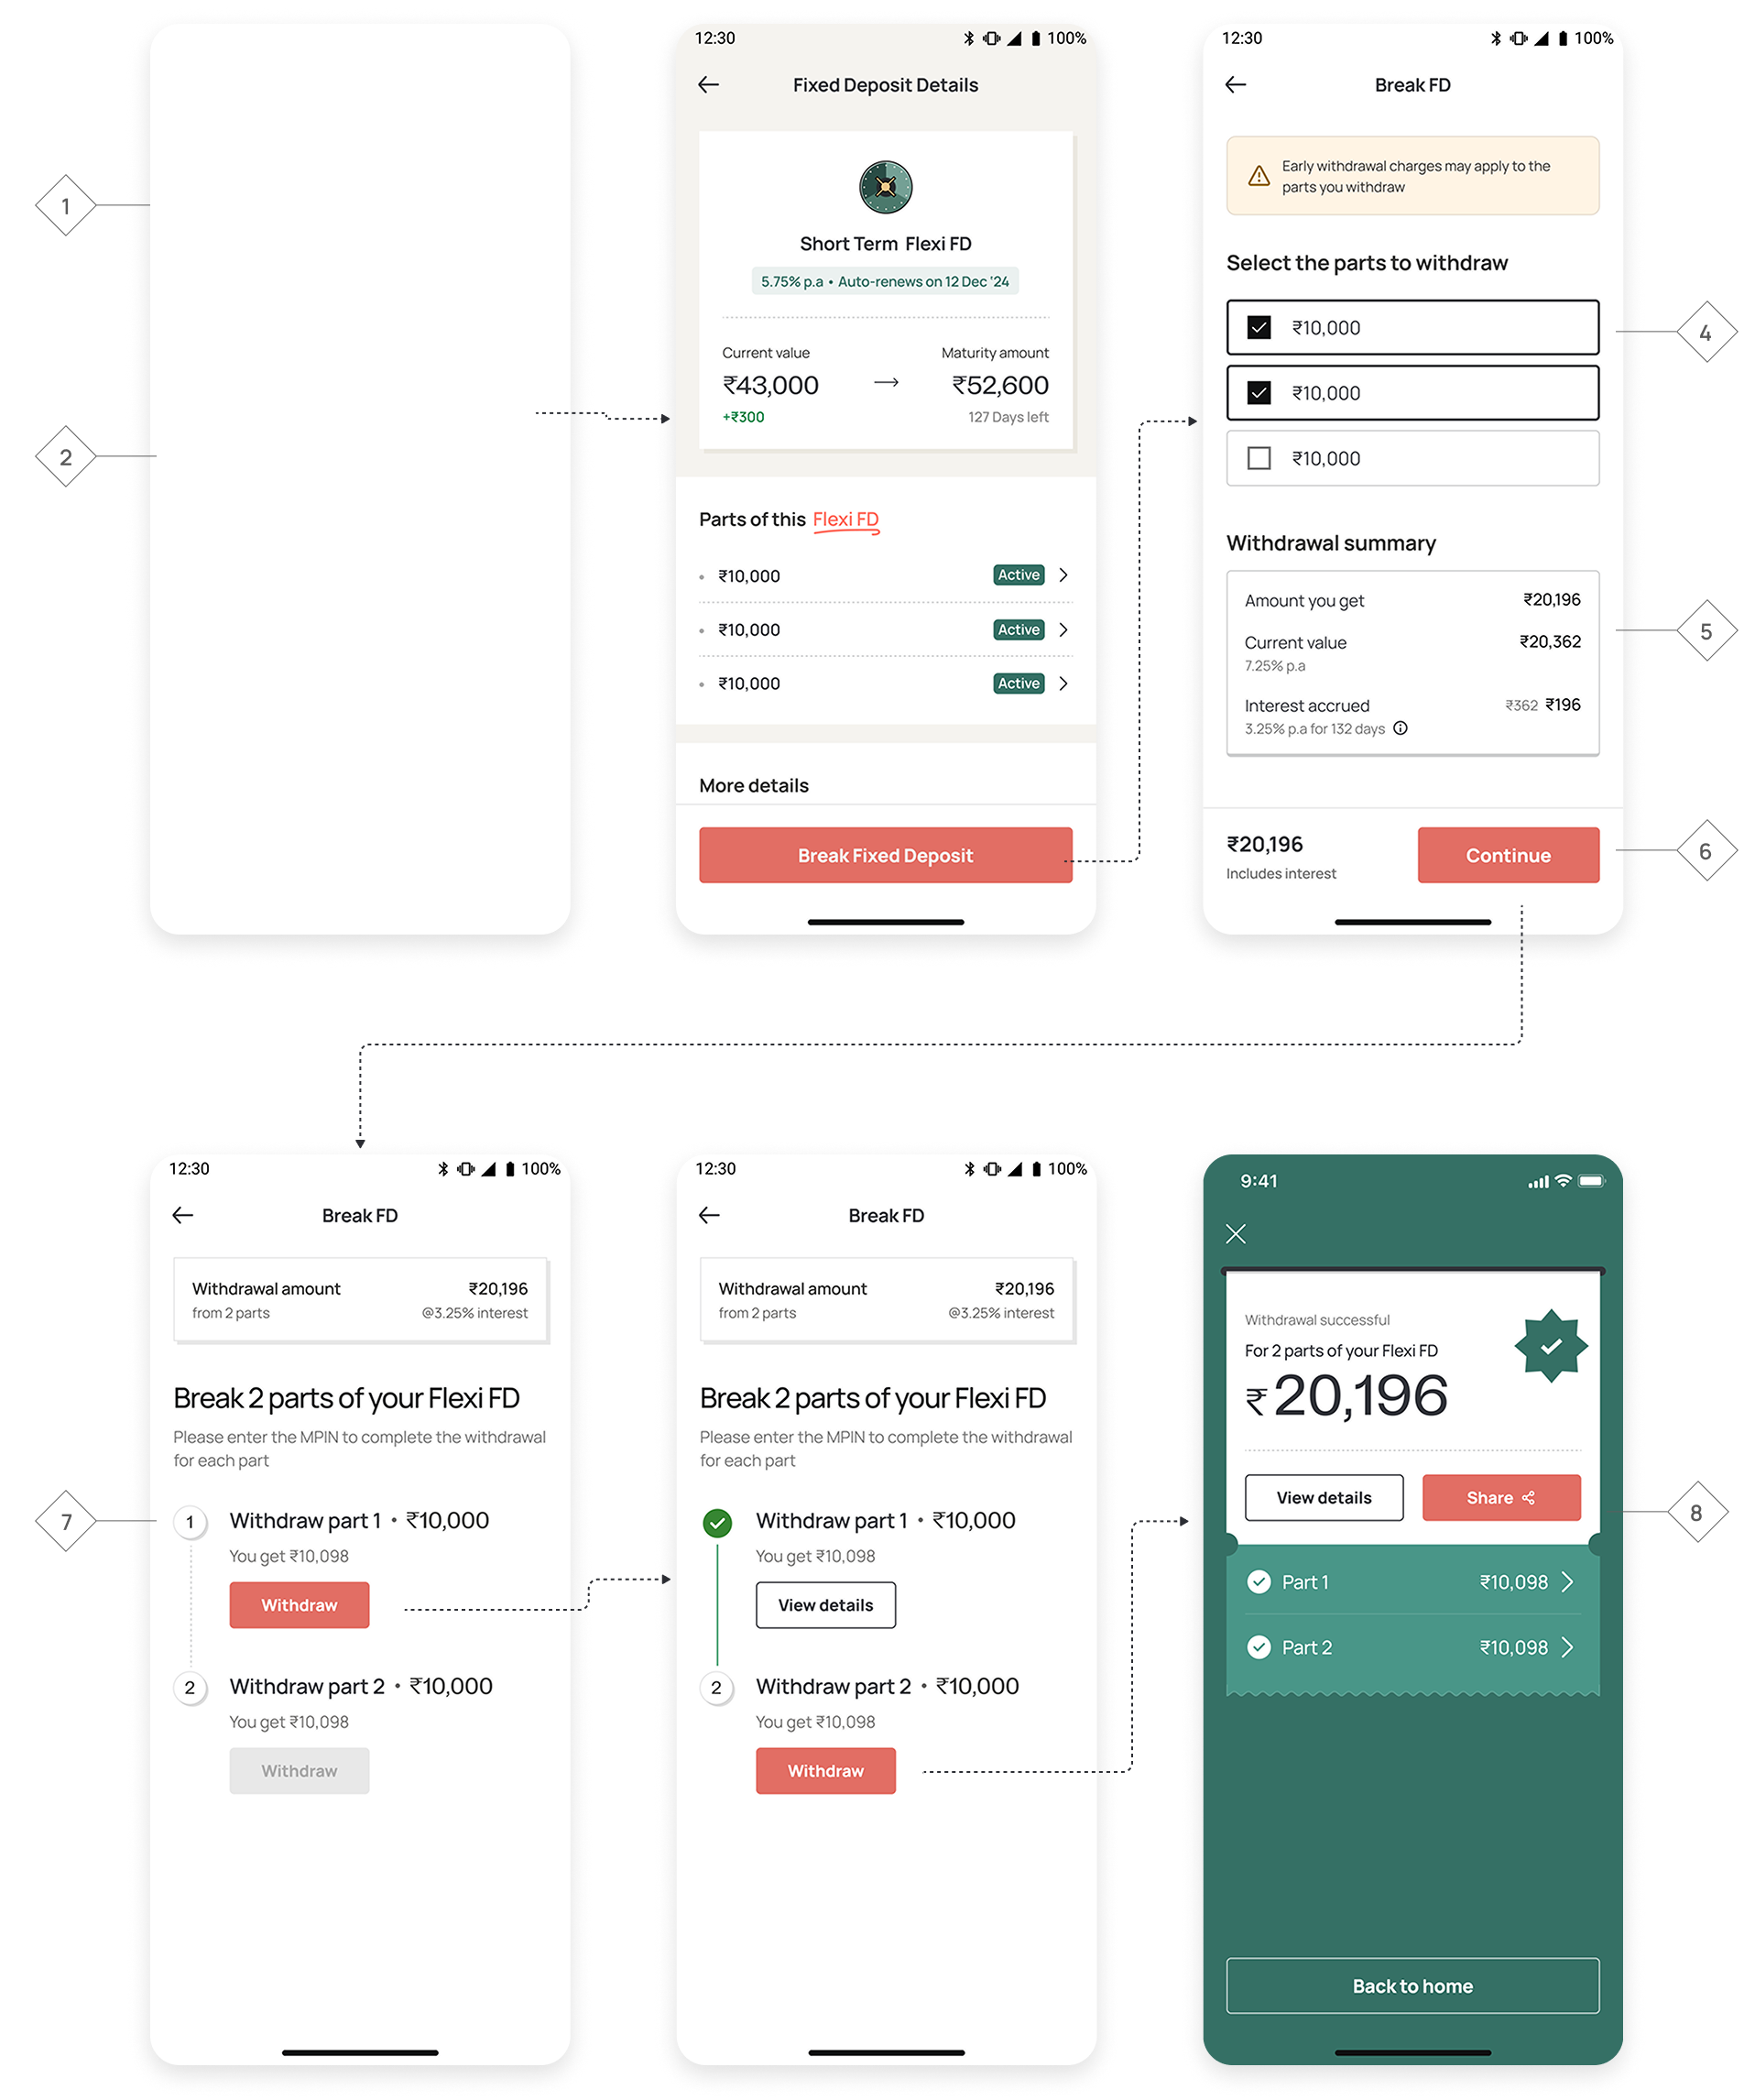 1
2
12:30 100%
Fixed Deposit Details
Short Term Flexi FD
5.75% p.a • Auto-renews on 12 Dec '24
Current value Maturity amount
₹43,000 ₹52,600
+₹300 127 Days left
Parts of this Flexi FD
• ₹10,000 Active
• ₹10,000 Active
• ₹10,000 Active
More details
Break Fixed Deposit
12:30 100%
Break FD
Early withdrawal charges may apply to the
parts you withdraw
Select the parts to withdraw
₹10,000
₹10,000
₹10,000
4
Withdrawal summary
Amount you get ₹20,196
Current value ₹20,362
7.25% p.a
Interest accrued ₹362 ₹196
3.25% p.a for 132 days
5
₹20,196
Includes interest
Continue
6
12:30 100%
Break FD
Withdrawal amount ₹20,196
from 2 parts @3.25% interest
Break 2 parts of your Flexi FD
Please enter the MPIN to complete the withdrawal
for each part
7
1 Withdraw part 1 • ₹10,000
You get ₹10,098
Withdraw
2 Withdraw part 2 • ₹10,000
You get ₹10,098
Withdraw
12:30 100%
Break FD
Withdrawal amount ₹20,196
from 2 parts @3.25% interest
Break 2 parts of your Flexi FD
Please enter the MPIN to complete the withdrawal
for each part
Withdraw part 1 • ₹10,000
You get ₹10,098
View details
2 Withdraw part 2 • ₹10,000
You get ₹10,098
Withdraw
9:41
Withdrawal successful
For 2 parts of your Flexi FD
₹20,196
View details Share
8
Part 1 ₹10,098
Part 2 ₹10,098
Back to home